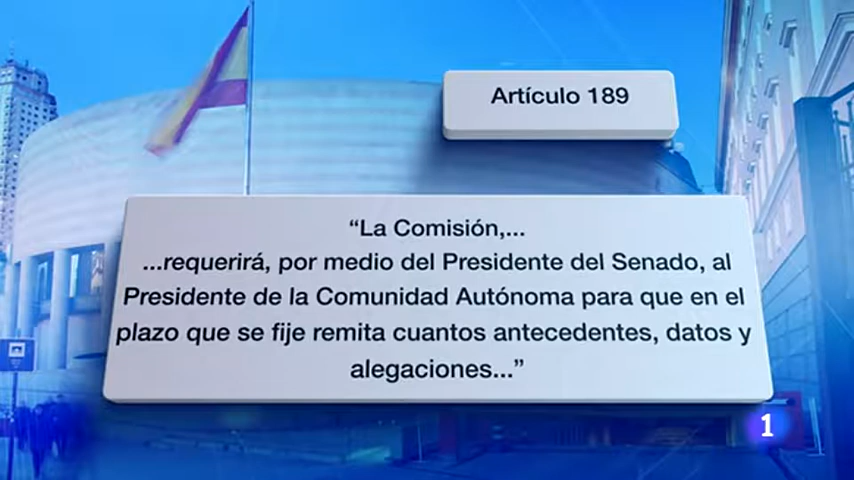 Artículo 189
“La Comisión,...
...requerirá, por medio del Presidente del Senado, al
Presidente de la Comunidad Autónoma para que en el
plazo que se fije remita cuantos antecedentes, datos y
alegaciones...”
1